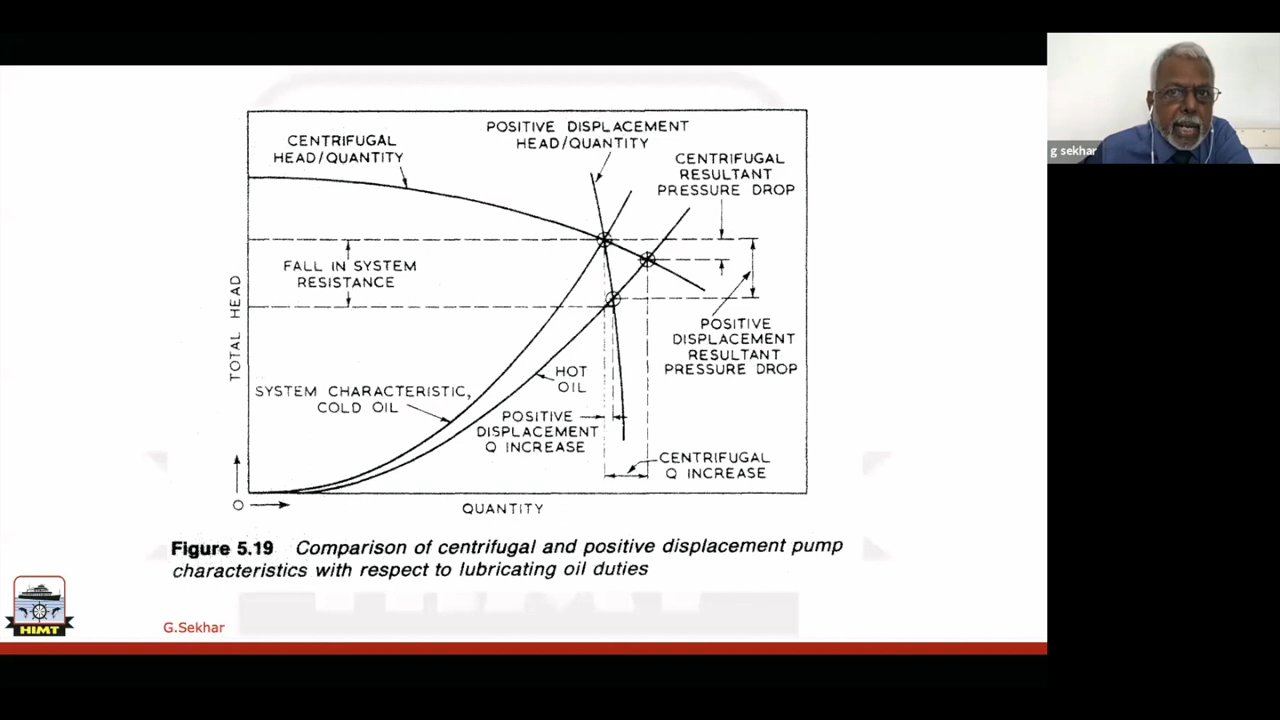 g sekhar
CENTRIFUGAL
HEAD/QUANTITY
POSITIVE DISPLACEMENT
HEAD/QUANTITY
CENTRIFUGAL
RESULTANT
PRESSURE DROP
FALL IN SYSTEM
RESISTANCE
TOTAL HEAD
POSITIVE
DISPLACEMENT
RESULTANT
PRESSURE DROP
HOT
OIL
SYSTEM CHARACTERISTIC,
COLD OIL
POSITIVE
DISPLACEMENT
Q INCREASE
CENTRIFUGAL
Q INCREASE
O
QUANTITY
Figure 5.19 Comparison of centrifugal and positive displacement pump
characteristics with respect to lubricating oil duties
HIMT
G.Sekhar